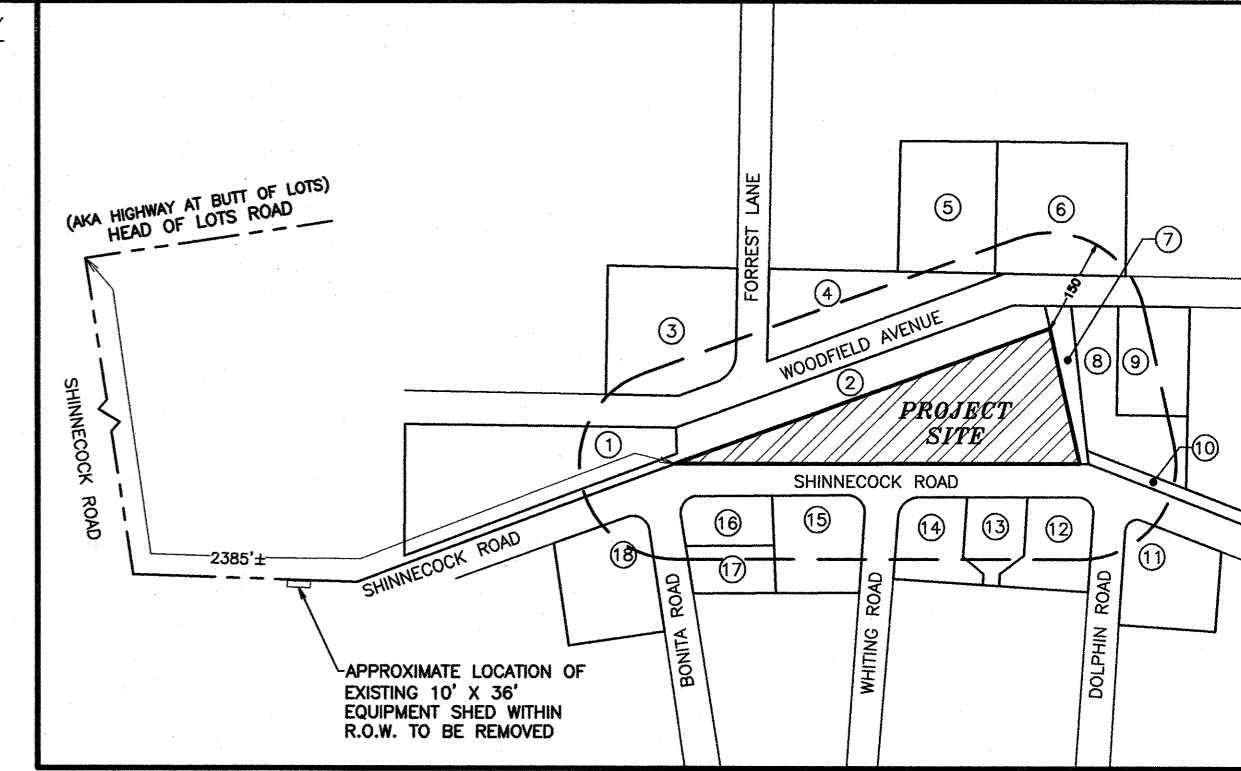 (AKA HIGHWAY AT BUTT OF LOTS)
HEAD OF LOTS ROAD
SHINNECOCK ROAD
2385'±
SHINNECOCK ROAD
APPROXIMATE LOCATION OF
EXISTING 10' X 36'
EQUIPMENT SHED WITHIN
R.O.W. TO BE REMOVED
FORREST LANE
WOODFIELD AVENUE
PROJECT
SITE
SHINNECOCK ROAD
BONITA ROAD
WHITING ROAD
DOLPHIN ROAD
150
1
2
3
4
5
6
7
8
9
10
11
12
13
14
15
16
17
18